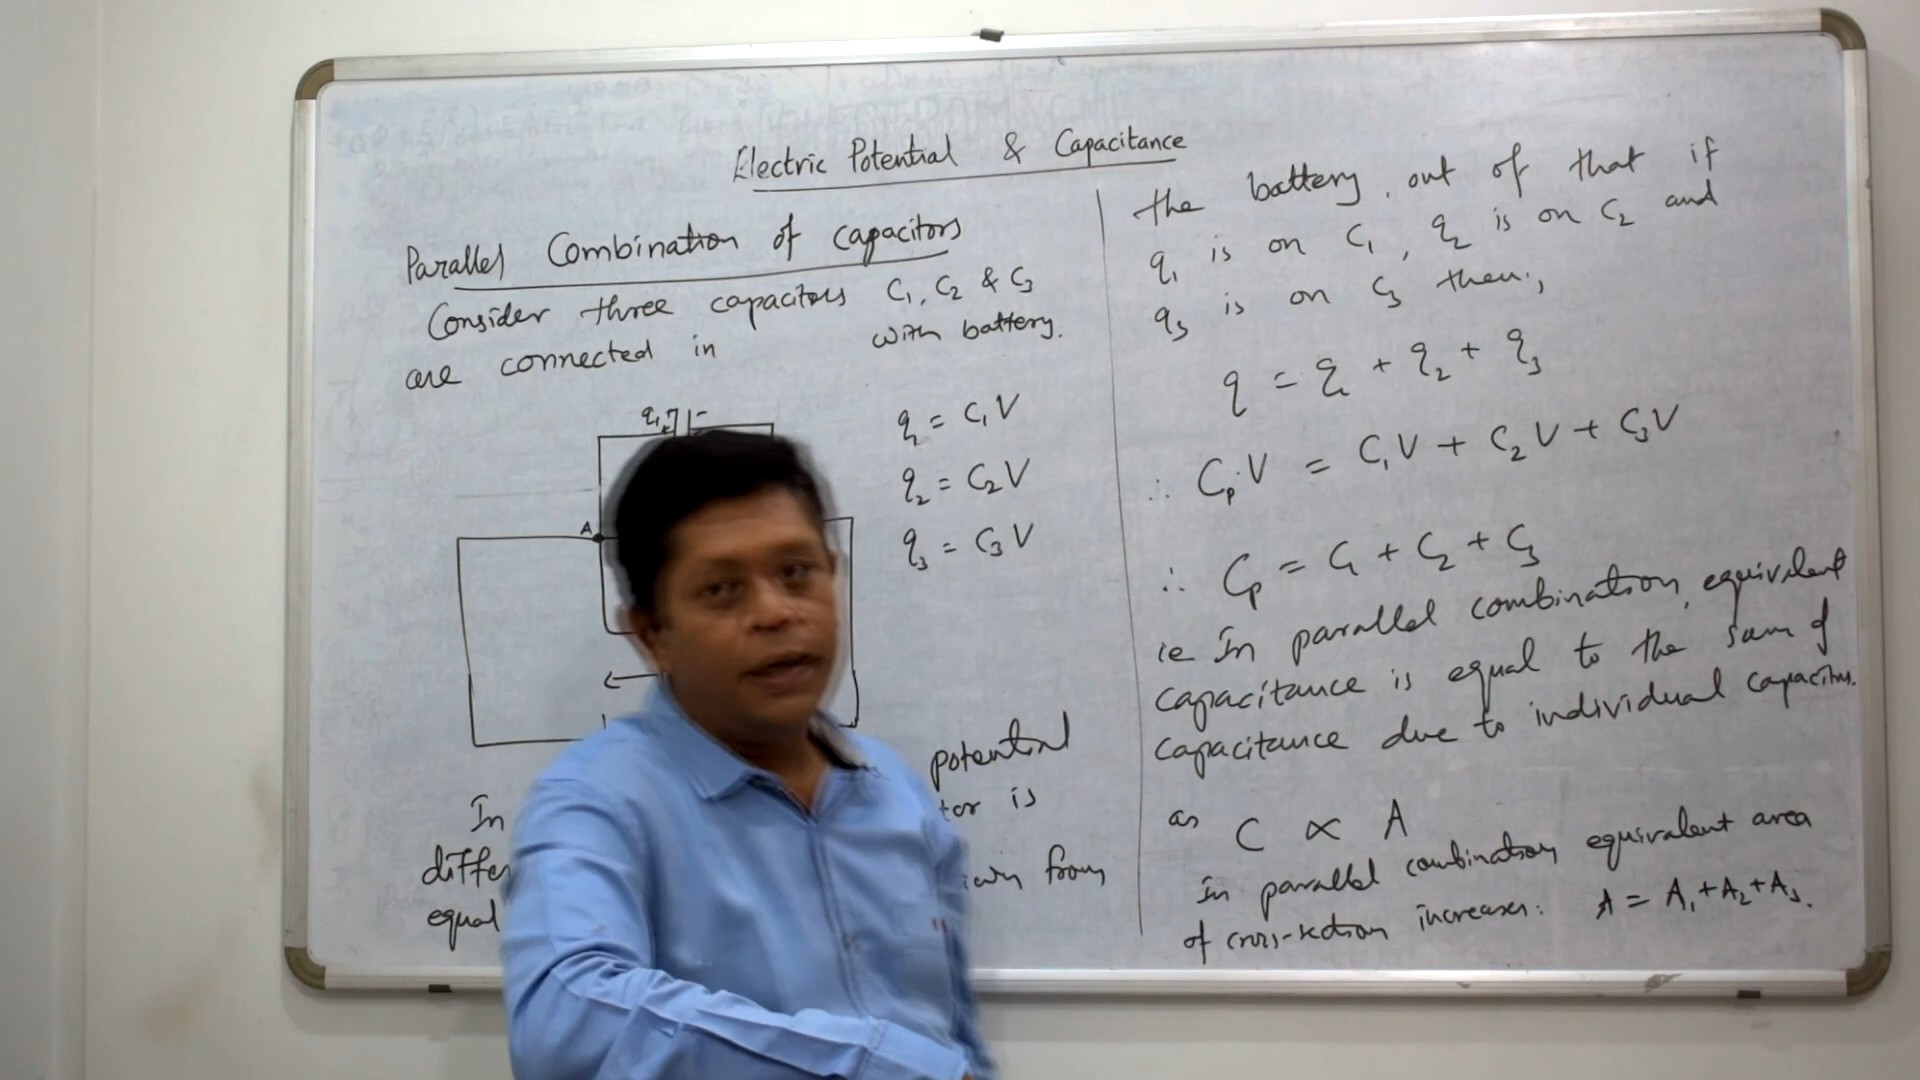 Electric Potential & Capacitance
Parallel Combination of capacitors
Consider three capacitors C₁, C₂ & C₃
are connected in with battery.
q₁ -
A
q₁ = C₁V
q₂ = C₂V
q₃ = C₃V
In potential
is
equal from
the battery. out of that if
q₁ is on C₁, q₂ is on C₂ and
q₃ is on C₃ then,
q = q₁ + q₂ + q₃
∴ CₚV = C₁V + C₂V + C₃V
∴ Cₚ = C₁ + C₂ + C₃
ie In parallel combination, equivalent
capacitance is equal to the sum of
capacitance due to individual capacitors.
as C ∝ A
In parallel combination equivalent area
of cross-section increases: A = A₁+A₂+A₃.